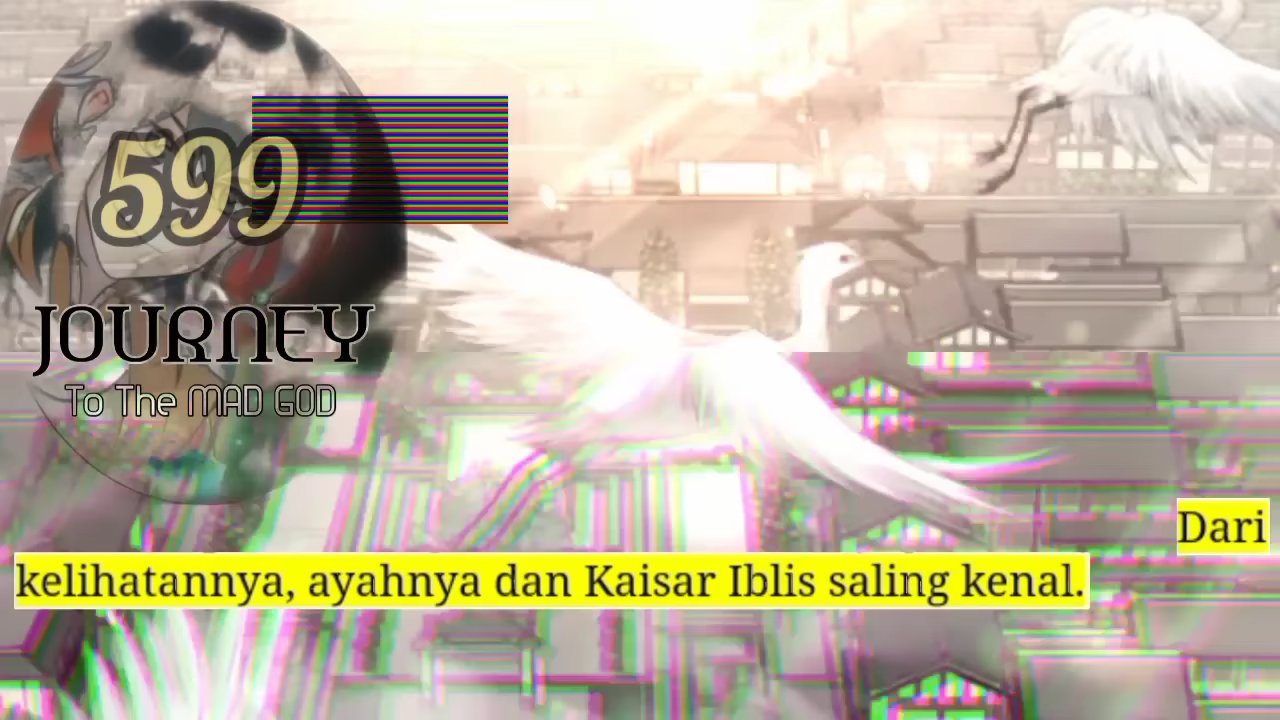 599
JOURNEY
To The MAD GOD
Dari
kelihatannya, ayahnya dan Kaisar Iblis saling kenal.